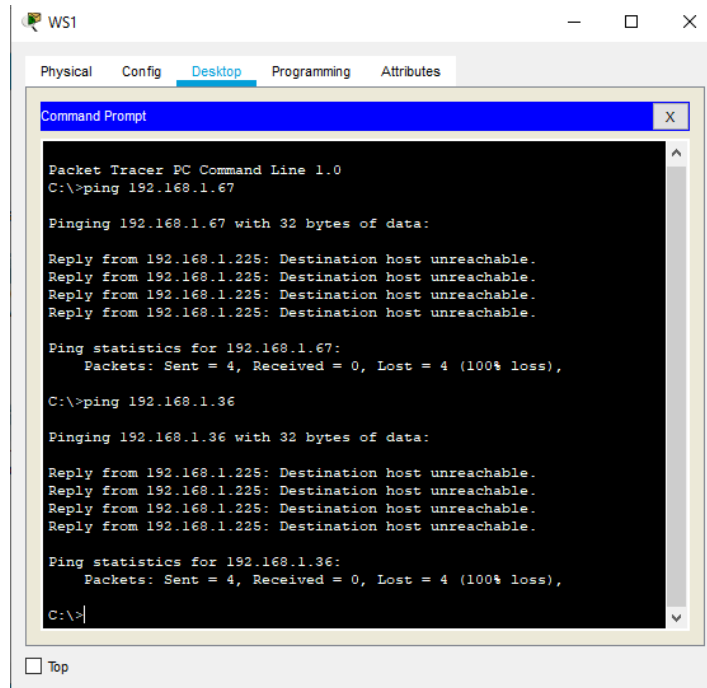 WS1
Physical Config Desktop Programming Attributes
Command Prompt X
Packet Tracer PC Command Line 1.0
C:\>ping 192.168.1.67
Pinging 192.168.1.67 with 32 bytes of data:
Reply from 192.168.1.225: Destination host unreachable.
Reply from 192.168.1.225: Destination host unreachable.
Reply from 192.168.1.225: Destination host unreachable.
Reply from 192.168.1.225: Destination host unreachable.
Ping statistics for 192.168.1.67:
Packets: Sent = 4, Received = 0, Lost = 4 (100% loss),
C:\>ping 192.168.1.36
Pinging 192.168.1.36 with 32 bytes of data:
Reply from 192.168.1.225: Destination host unreachable.
Reply from 192.168.1.225: Destination host unreachable.
Reply from 192.168.1.225: Destination host unreachable.
Reply from 192.168.1.225: Destination host unreachable.
Ping statistics for 192.168.1.36:
Packets: Sent = 4, Received = 0, Lost = 4 (100% loss),
C:\>
Top